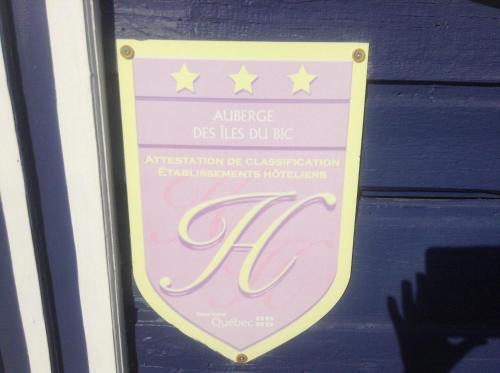 AUBERGE
DES ÎLES DU BIC
ATTESTATION DE CLASSIFICATION
ÉTABLISSEMENTS HÔTELIERS
H
Québec